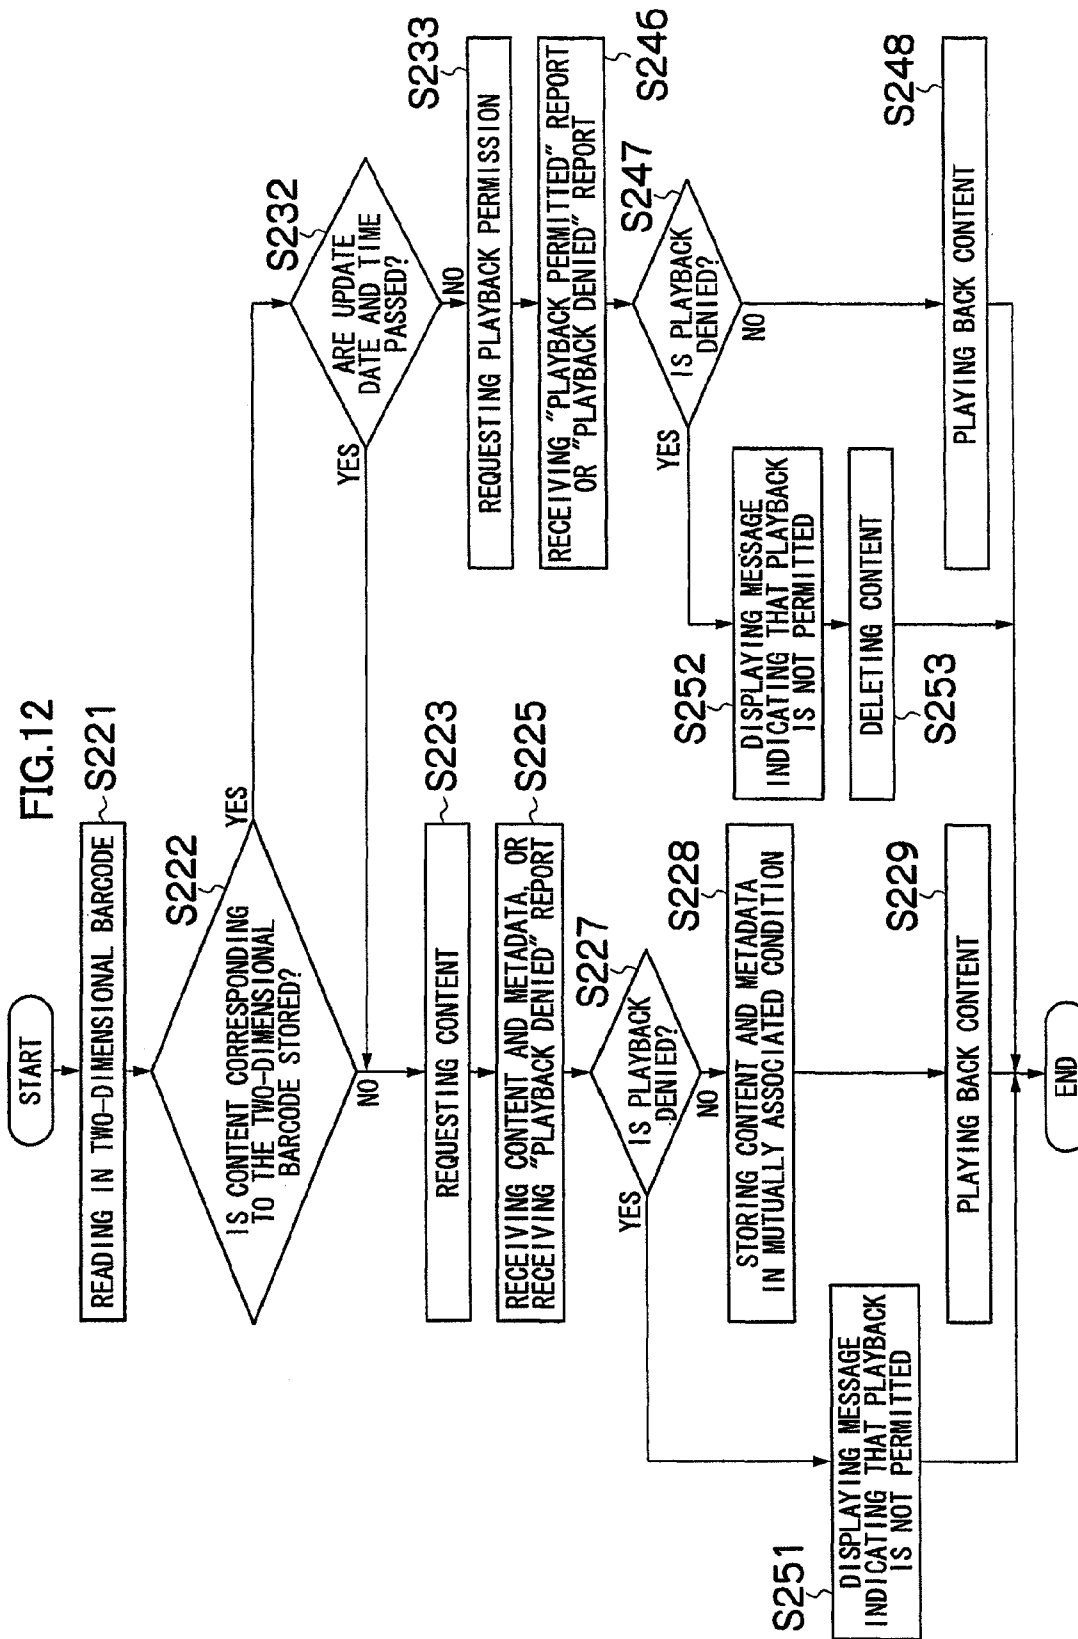 FIG.12
START
READING IN TWO-DIMENSIONAL BARCODE
S221
IS CONTENT CORRESPONDING
TO THE TWO-DIMENSIONAL
BARCODE STORED?
S222
YES
NO
ARE UPDATE
DATE AND TIME
PASSED?
S232
YES
NO
REQUESTING CONTENT
S223
RECEIVING CONTENT AND METADATA, OR
RECEIVING "PLAYBACK DENIED" REPORT
S225
IS PLAYBACK
DENIED?
S227
YES
NO
STORING CONTENT AND METADATA
IN MUTUALLY ASSOCIATED CONDITION
S228
PLAYING BACK CONTENT
S229
DISPLAYING MESSAGE
INDICATING THAT PLAYBACK
IS NOT PERMITTED
S251
REQUESTING PLAYBACK PERMISSION
S233
RECEIVING "PLAYBACK PERMITTED" REPORT
OR "PLAYBACK DENIED" REPORT
S246
IS PLAYBACK
DENIED?
S247
YES
NO
DISPLAYING MESSAGE
INDICATING THAT PLAYBACK
IS NOT PERMITTED
S252
DELETING CONTENT
S253
PLAYING BACK CONTENT
S248
END